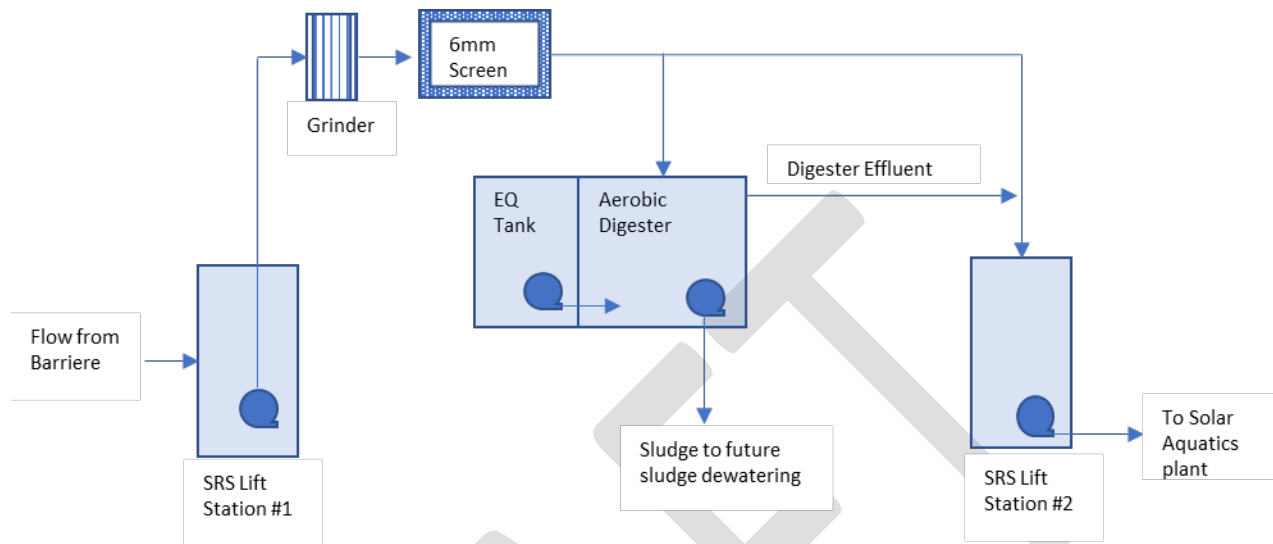 6mm
Screen
Grinder
Digester Effluent
EQ
Tank
Aerobic
Digester
Flow from
Barriere
To Solar
Aquatics
plant
Sludge to future
sludge dewatering
SRS Lift
Station #1
SRS Lift
Station #2